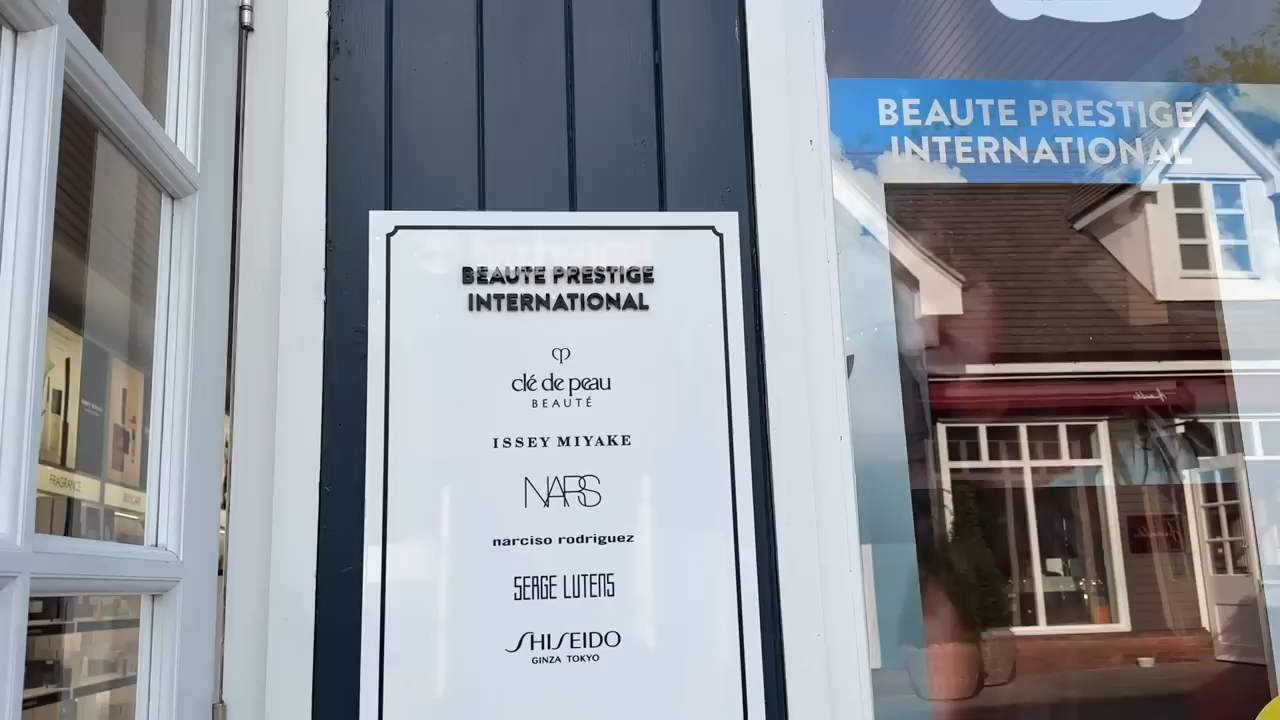 BEAUTE PRESTIGE
INTERNATIONAL
clé de peau
BEAUTÉ
ISSEY MIYAKE
NARS
narciso rodriguez
SERGE LUTENS
SHISEIDO
GINZA TOKYO
BEAUTE PRESTIGE
INTERNATIONAL
FRAGRANCE
SKINCARE